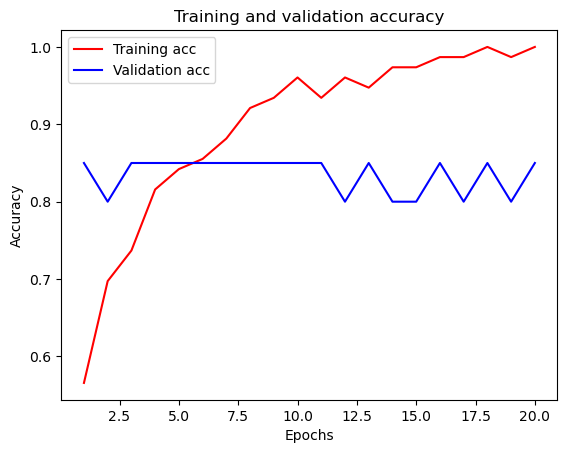 Training and validation accuracy
Training acc
Validation acc
1.0
0.9
0.8
0.7
0.6
Accuracy
2.5 5.0 7.5 10.0 12.5 15.0 17.5 20.0
Epochs